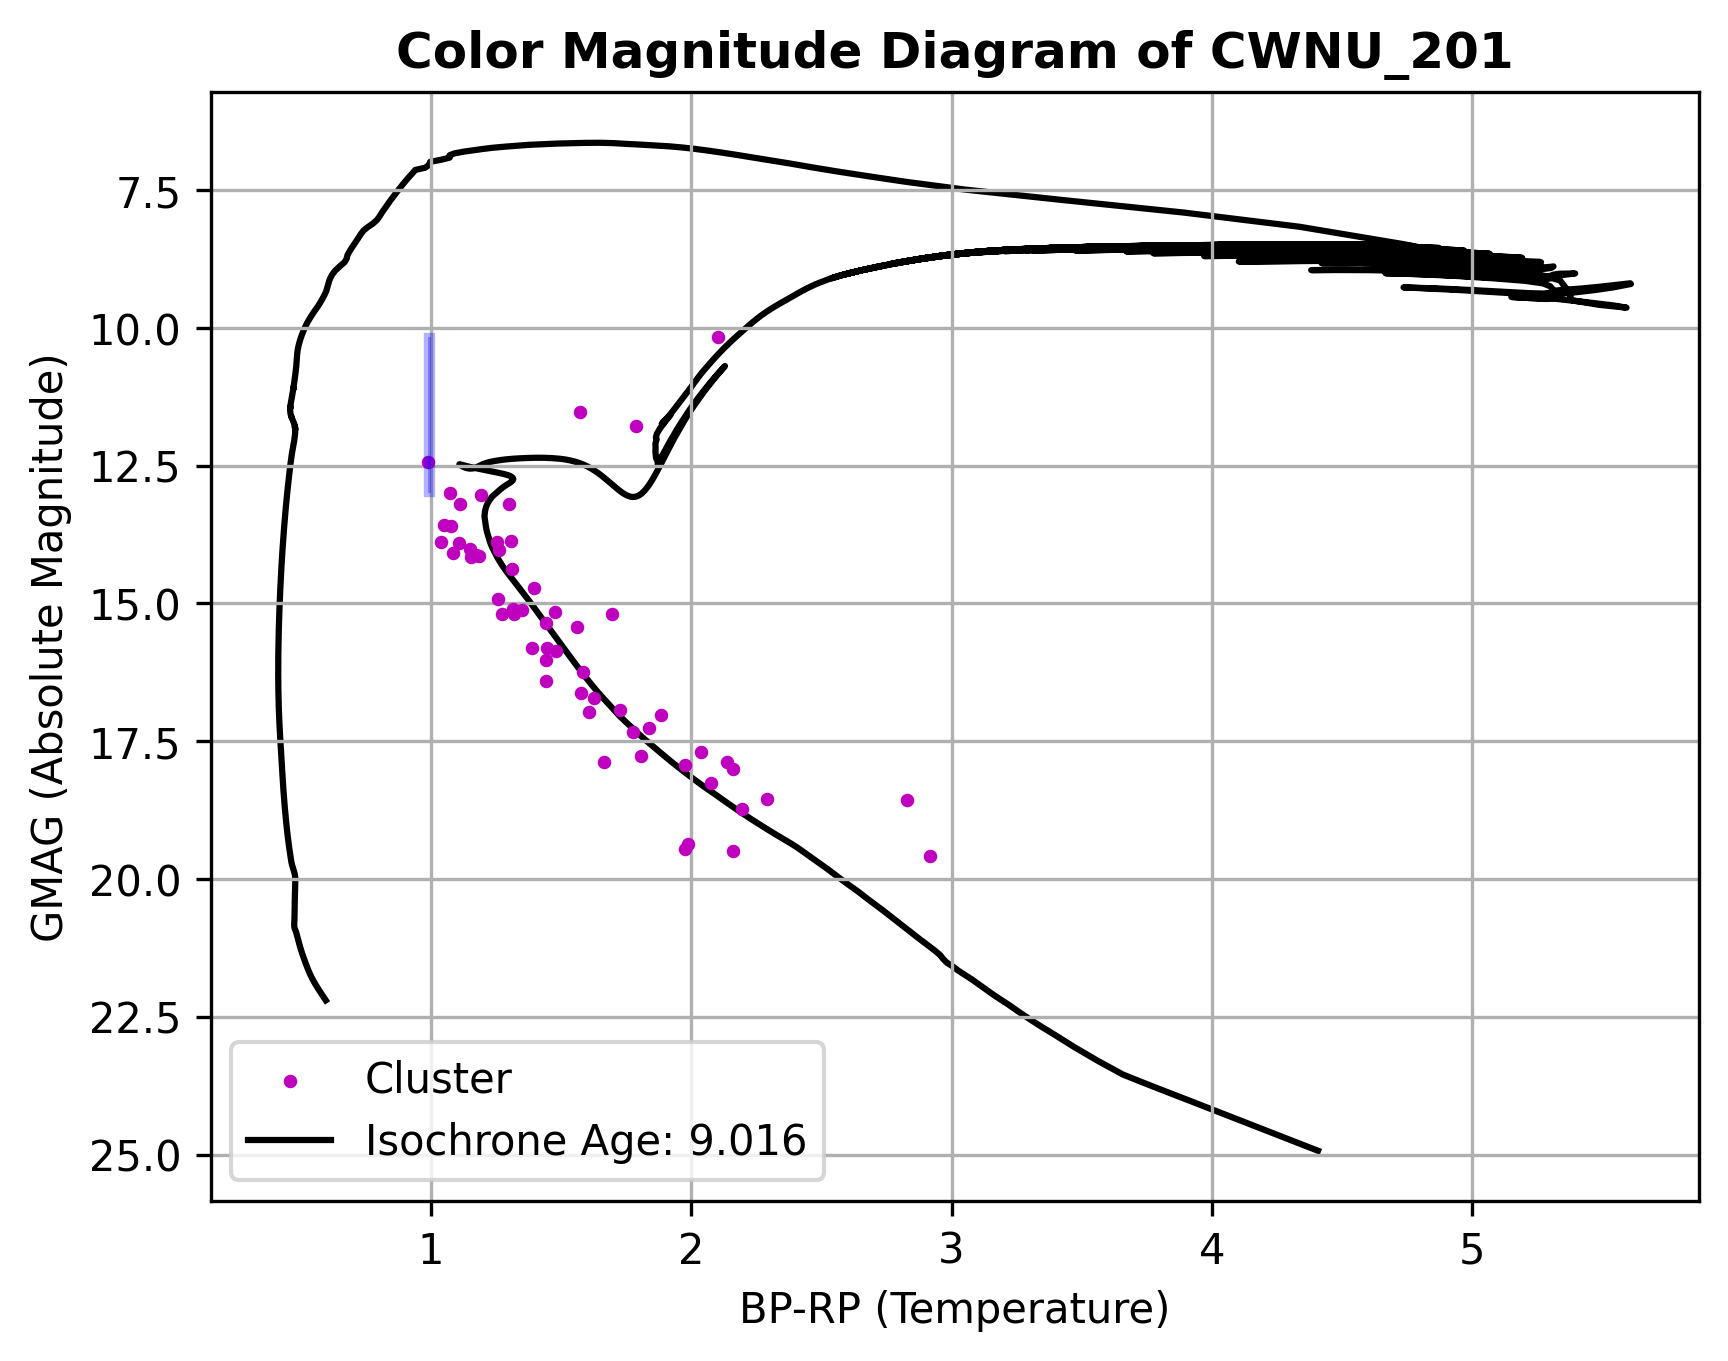 Color Magnitude Diagram of CWNU_201
GMAG (Absolute Magnitude)
7.5
10.0
12.5
15.0
17.5
20.0
22.5
25.0
Cluster
Isochrone Age: 9.016
1 2 3 4 5
BP-RP (Temperature)